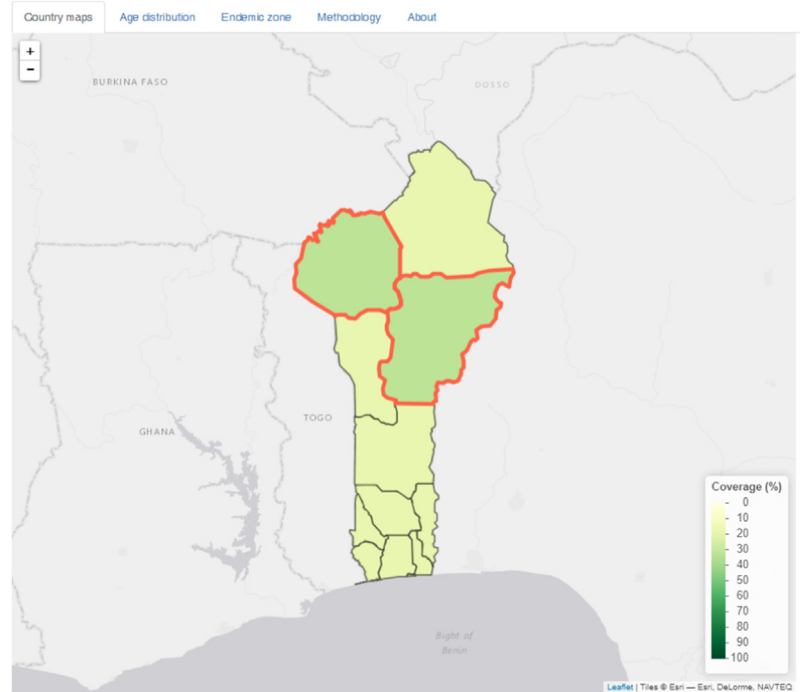 Country maps Age distribution Endemic zone Methodology About
+
−
BURKINA FASO
DOSSO
TOGO
GHANA
Coverage (%)
0
10
20
30
40
50
60
70
80
90
100
Bight of
Benin
Leaflet | Tiles © Esri — Esri, DeLorme, NAVTEQ